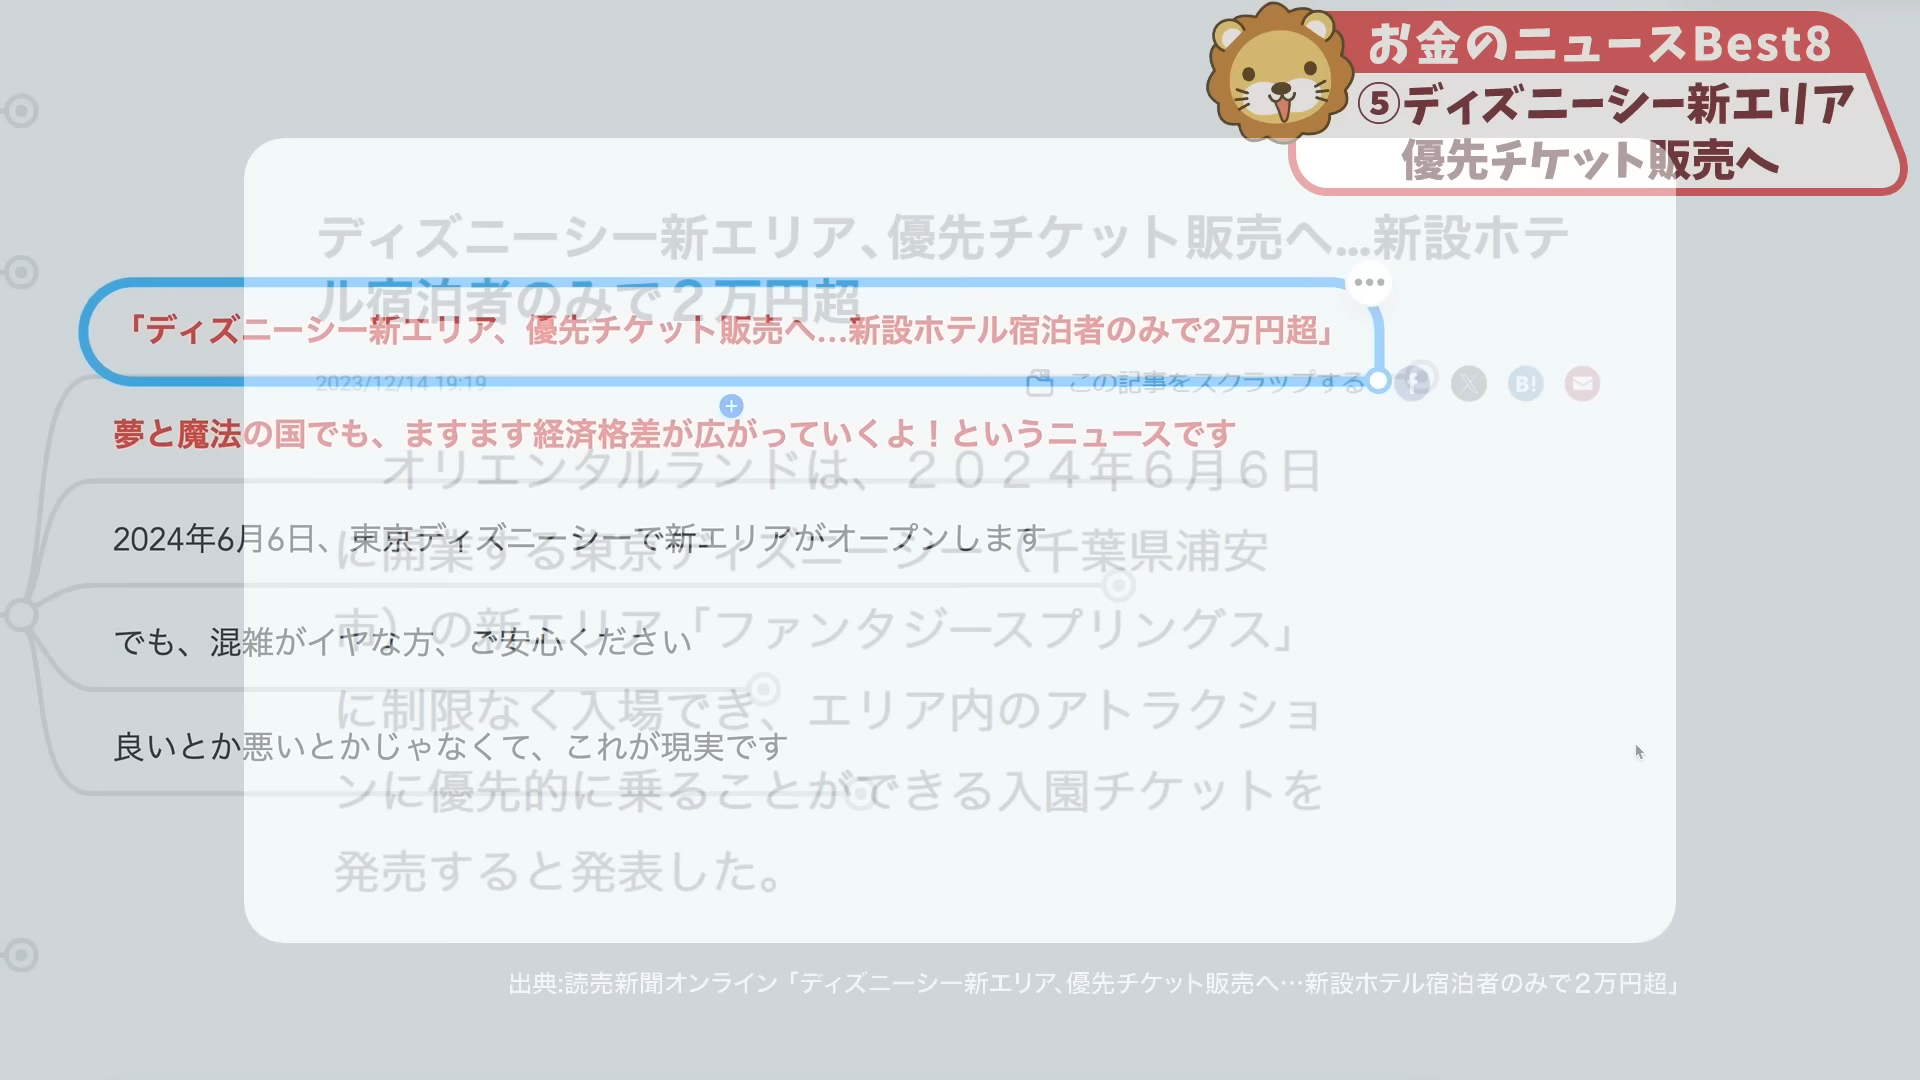 お金のニュースBest8
⑤ディズニーシー新エリア
優先チケット販売へ
ディズニーシー新エリア、優先チケット販売へ…新設ホテ
ル宿泊者のみで２万円超
「ディズニーシー新エリア、優先チケット販売へ…新設ホテル宿泊者のみで2万円超」
2023/12/14 19:19
この記事をスクラップする
B!
夢と魔法の国でも、ますます経済格差が広がっていくよ！というニュースです
オリエンタルランドは、２０２４年６月６日
2024年6月6日、東京ディズニーシーで新エリアがオープンします
に開業する東京ディズニーシー（千葉県浦安
市）の新エリア「ファンタジースプリングス」
でも、混雑がイヤな方、ご安心ください
に制限なく入場でき、エリア内のアトラクショ
良いとか悪いとかじゃなくて、これが現実です
ンに優先的に乗ることができる入園チケットを
発売すると発表した。
出典:読売新聞オンライン「ディズニーシー新エリア、優先チケット販売へ…新設ホテル宿泊者のみで２万円超」